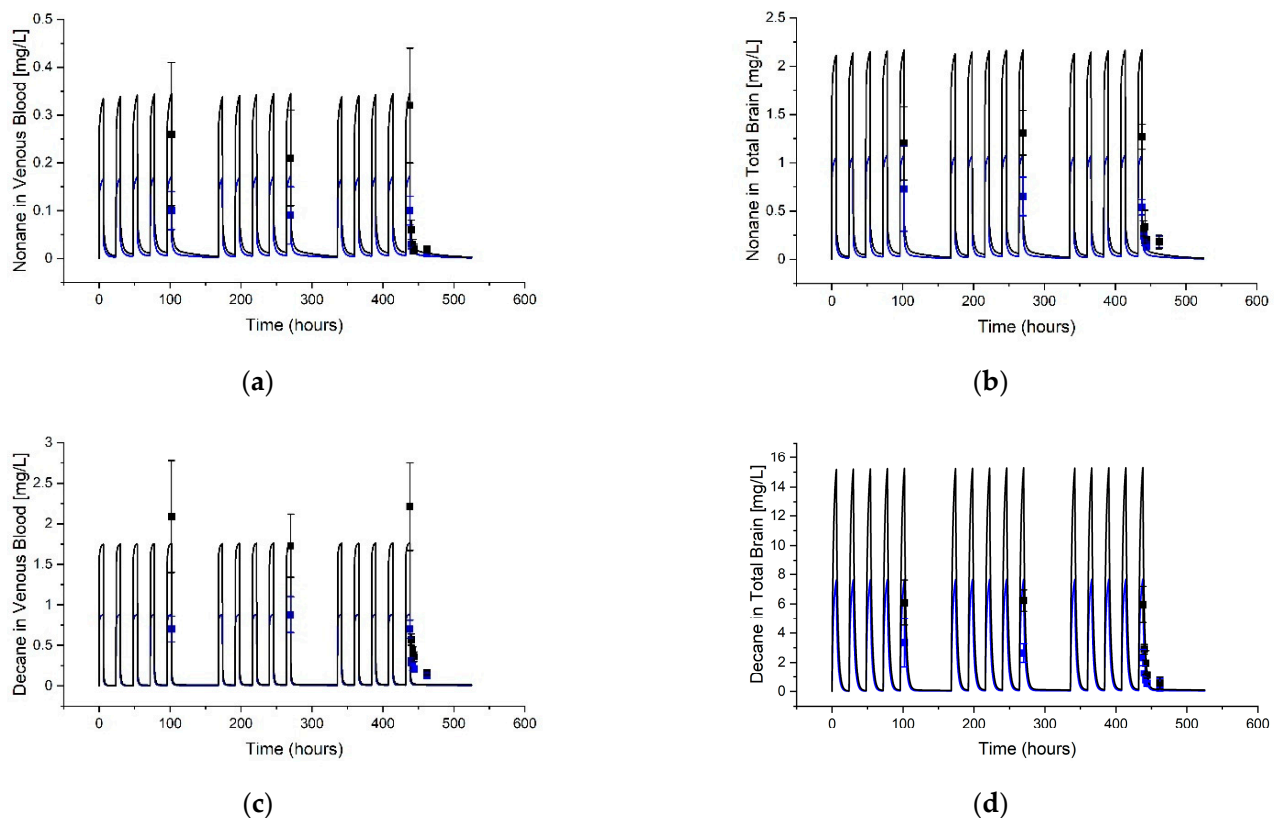 Nonane in Venous Blood [mg/L]
0.5
0.4
0.3
0.2
0.1
0
0 100 200 300 400 500 600
Time (hours)
(a)
Nonane in Total Brain [mg/L]
2.5
2.0
1.5
1.0
0.5
0
0 100 200 300 400 500 600
Time (hours)
(b)
Decane in Venous Blood [mg/L]
3
2.5
2
1.5
1
0.5
0
0 100 200 300 400 500 600
Time (hours)
(c)
Decane in Total Brain [mg/L]
16
14
12
10
8
6
4
2
0
0 100 200 300 400 500 600
Time (hours)
(d)